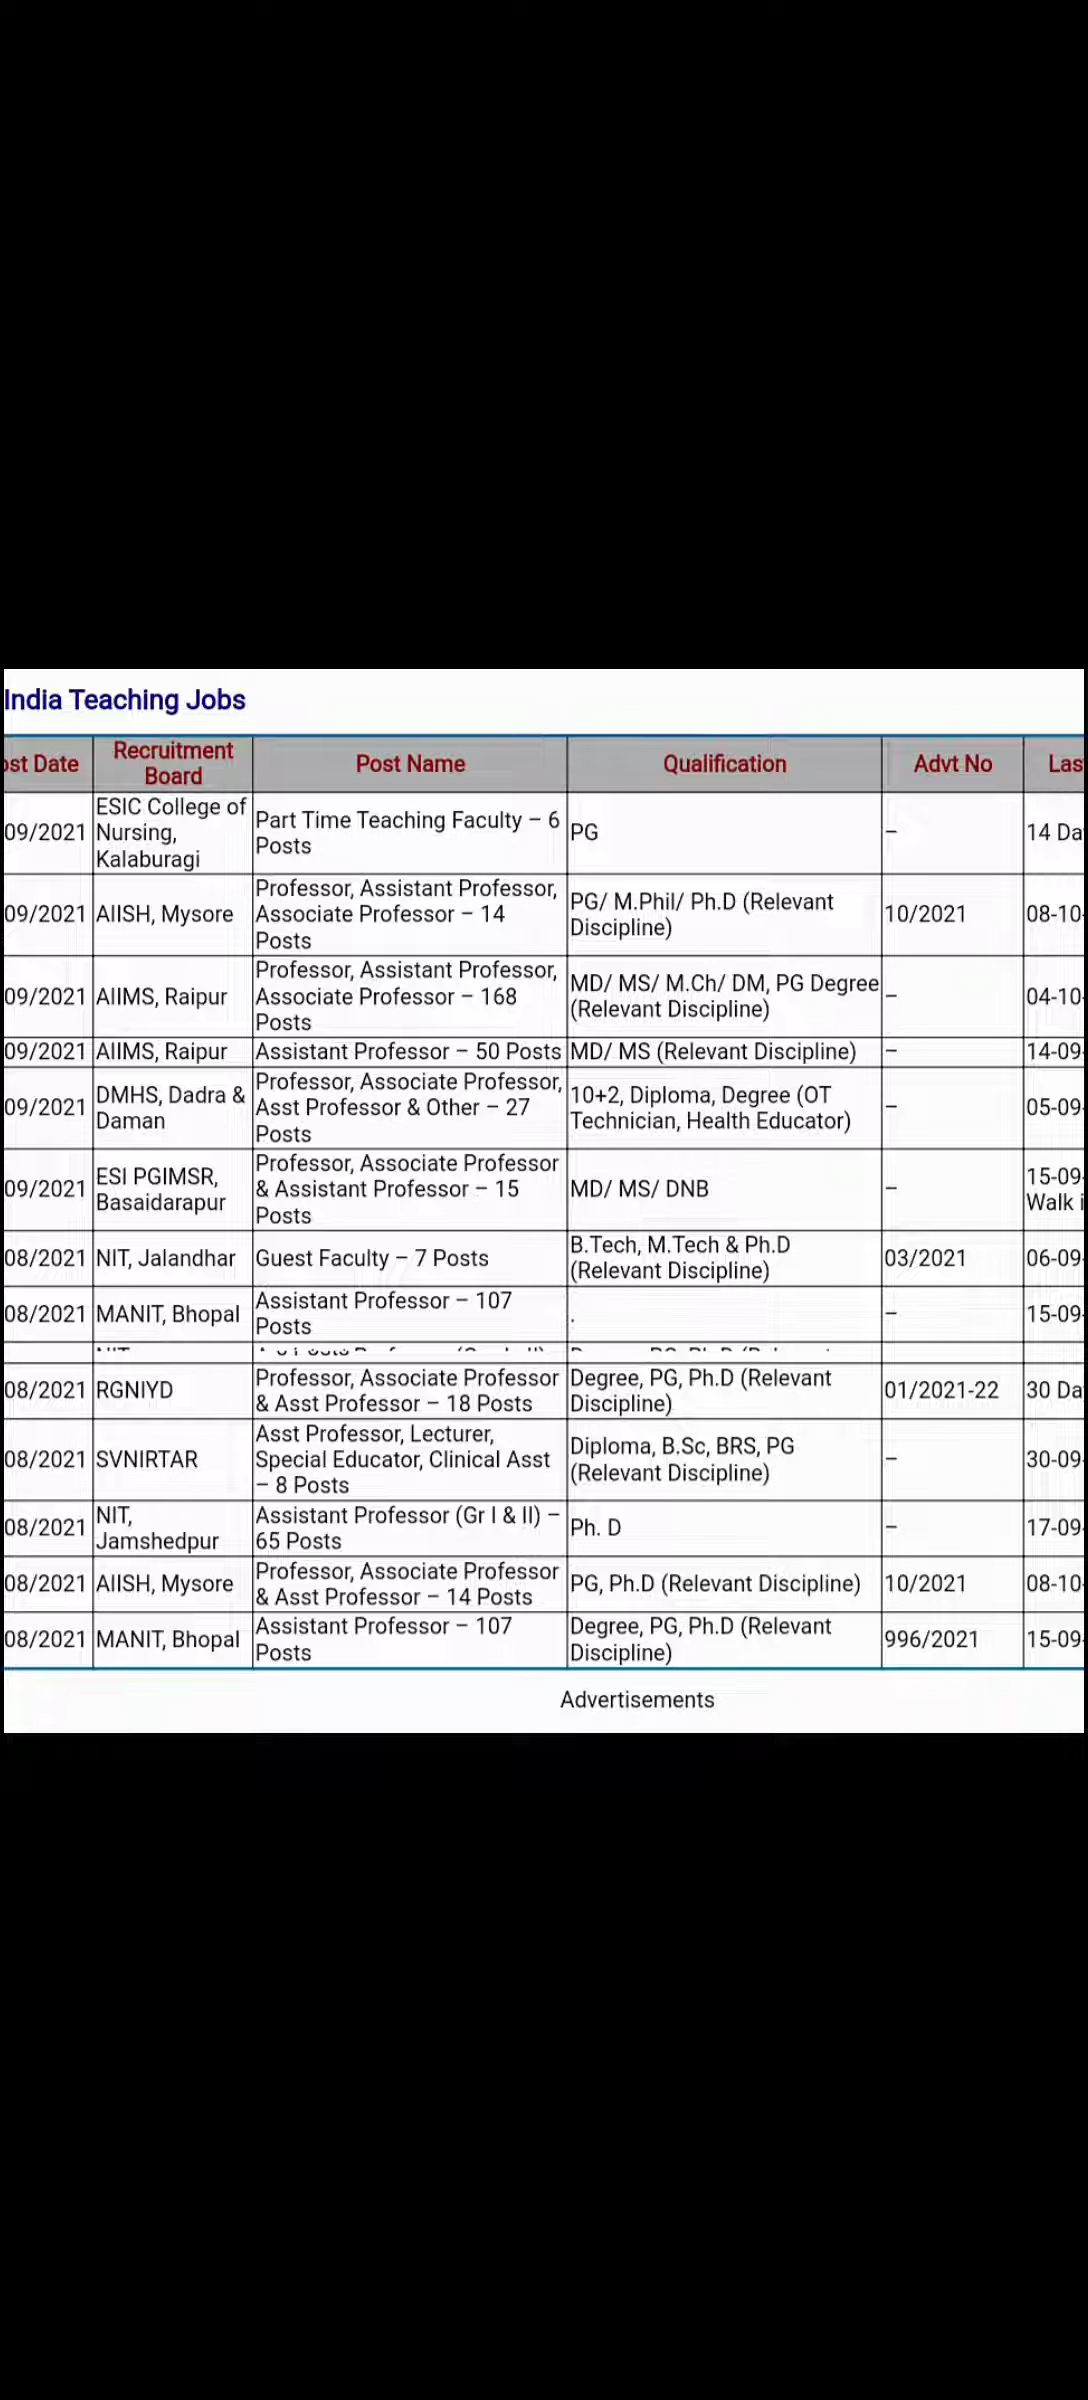 India Teaching Jobs
ost Date Recruitment Board Post Name Qualification Advt No Las
09/2021 ESIC College of Nursing, Kalaburagi Part Time Teaching Faculty – 6 Posts PG – 14 Da
09/2021 AIISH, Mysore Professor, Assistant Professor, Associate Professor – 14 Posts PG/ M.Phil/ Ph.D (Relevant Discipline) 10/2021 08-10-
09/2021 AIIMS, Raipur Professor, Assistant Professor, Associate Professor – 168 Posts MD/ MS/ M.Ch/ DM, PG Degree (Relevant Discipline) – 04-10-
09/2021 AIIMS, Raipur Assistant Professor – 50 Posts MD/ MS (Relevant Discipline) – 14-09-
09/2021 DMHS, Dadra & Daman Professor, Associate Professor, Asst Professor & Other – 27 Posts 10+2, Diploma, Degree (OT Technician, Health Educator) – 05-09-
09/2021 ESI PGIMSR, Basaidarapur Professor, Associate Professor & Assistant Professor – 15 Posts MD/ MS/ DNB – 15-09- Walk i
08/2021 NIT, Jalandhar Guest Faculty – 7 Posts B.Tech, M.Tech & Ph.D (Relevant Discipline) 03/2021 06-09-
08/2021 MANIT, Bhopal Assistant Professor – 107 Posts . – 15-09-
08/2021 RGNIYD Professor, Associate Professor & Asst Professor – 18 Posts Degree, PG, Ph.D (Relevant Discipline) 01/2021-22 30 Da
08/2021 SVNIRTAR Asst Professor, Lecturer, Special Educator, Clinical Asst – 8 Posts Diploma, B.Sc, BRS, PG (Relevant Discipline) – 30-09-
08/2021 NIT, Jamshedpur Assistant Professor (Gr I & II) – 65 Posts Ph. D – 17-09-
08/2021 AIISH, Mysore Professor, Associate Professor & Asst Professor – 14 Posts PG, Ph.D (Relevant Discipline) 10/2021 08-10-
08/2021 MANIT, Bhopal Assistant Professor – 107 Posts Degree, PG, Ph.D (Relevant Discipline) 996/2021 15-09-
Advertisements